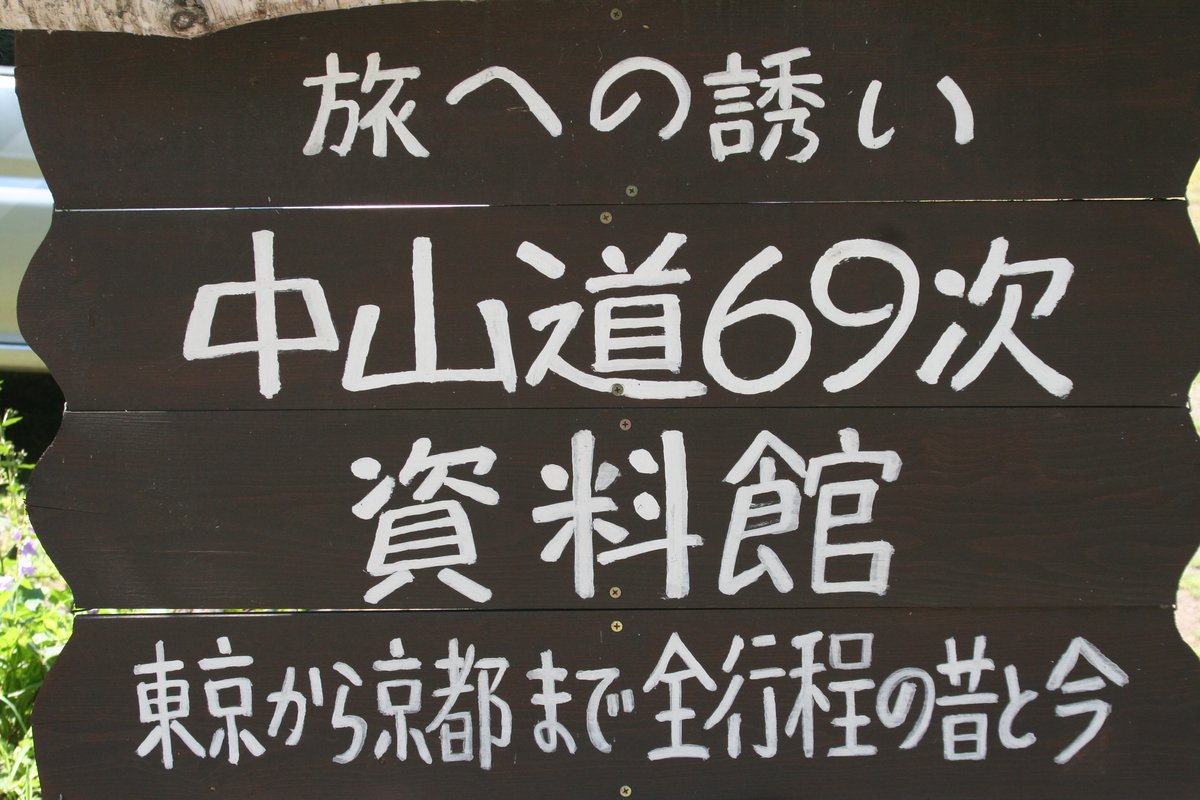 旅への誘い
中山道69次
資料館
東京から京都まで全行程の昔と今